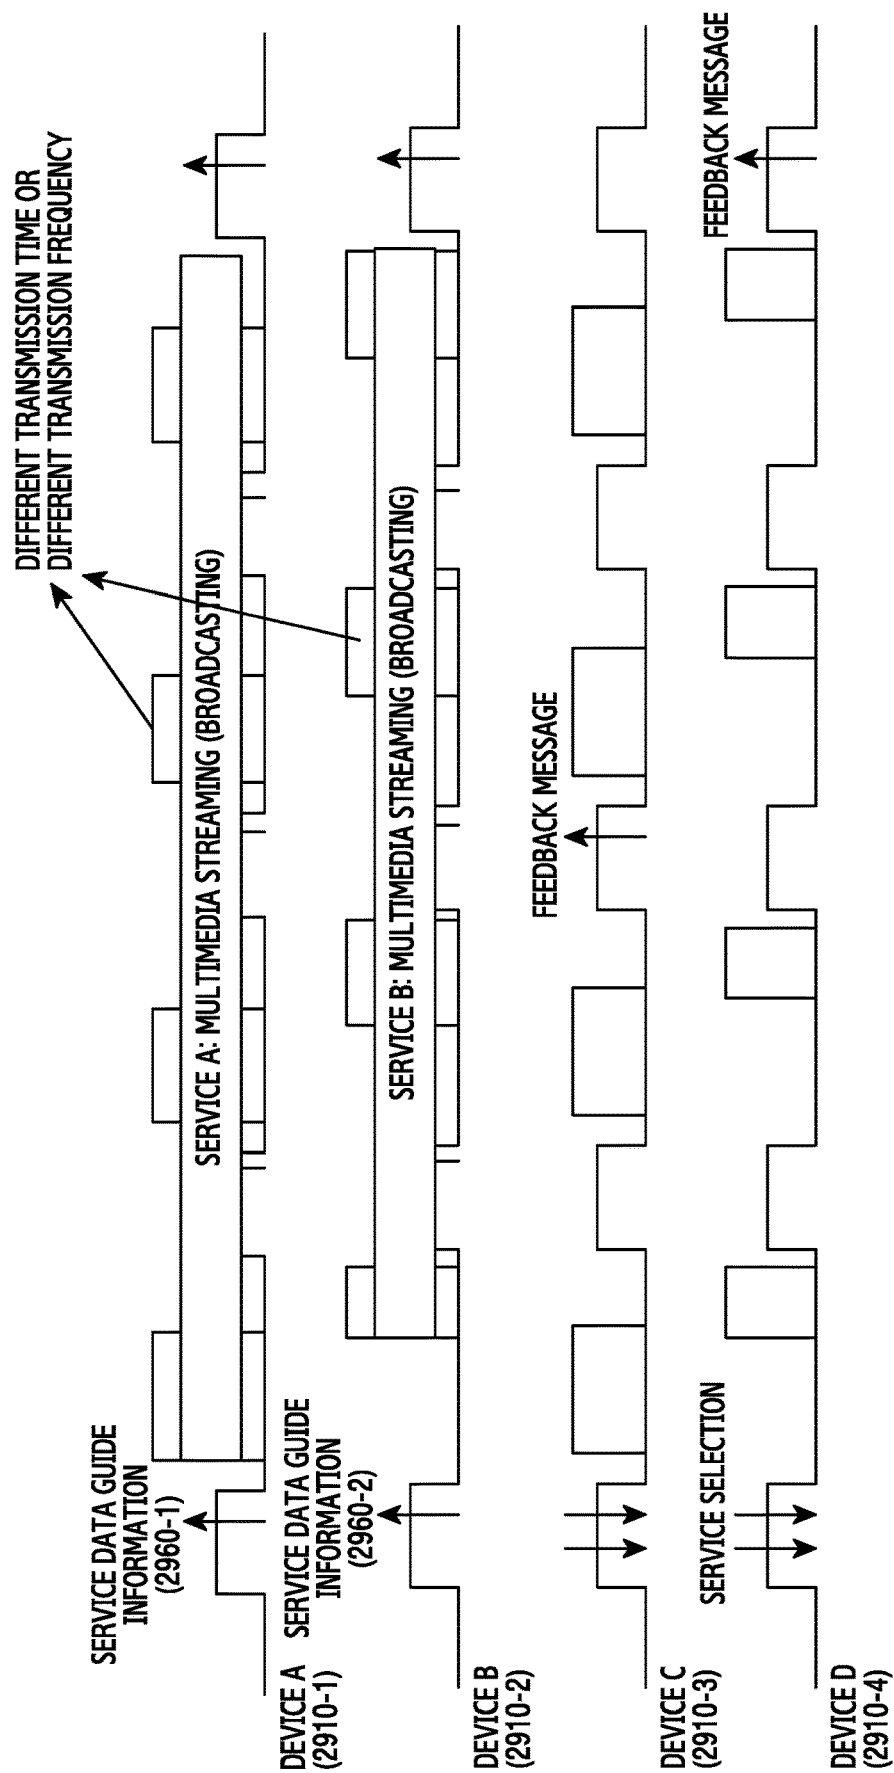 DIFFERENT TRANSMISSION TIME OR
DIFFERENT TRANSMISSION FREQUENCY
SERVICE DATA GUIDE
INFORMATION
(2960-1)
SERVICE A: MULTIMEDIA STREAMING (BROADCASTING)
DEVICE A
(2910-1)
SERVICE DATA GUIDE
INFORMATION
(2960-2)
SERVICE B: MULTIMEDIA STREAMING (BROADCASTING)
DEVICE B
(2910-2)
FEEDBACK MESSAGE
DEVICE C
(2910-3)
SERVICE SELECTION
FEEDBACK MESSAGE
DEVICE D
(2910-4)